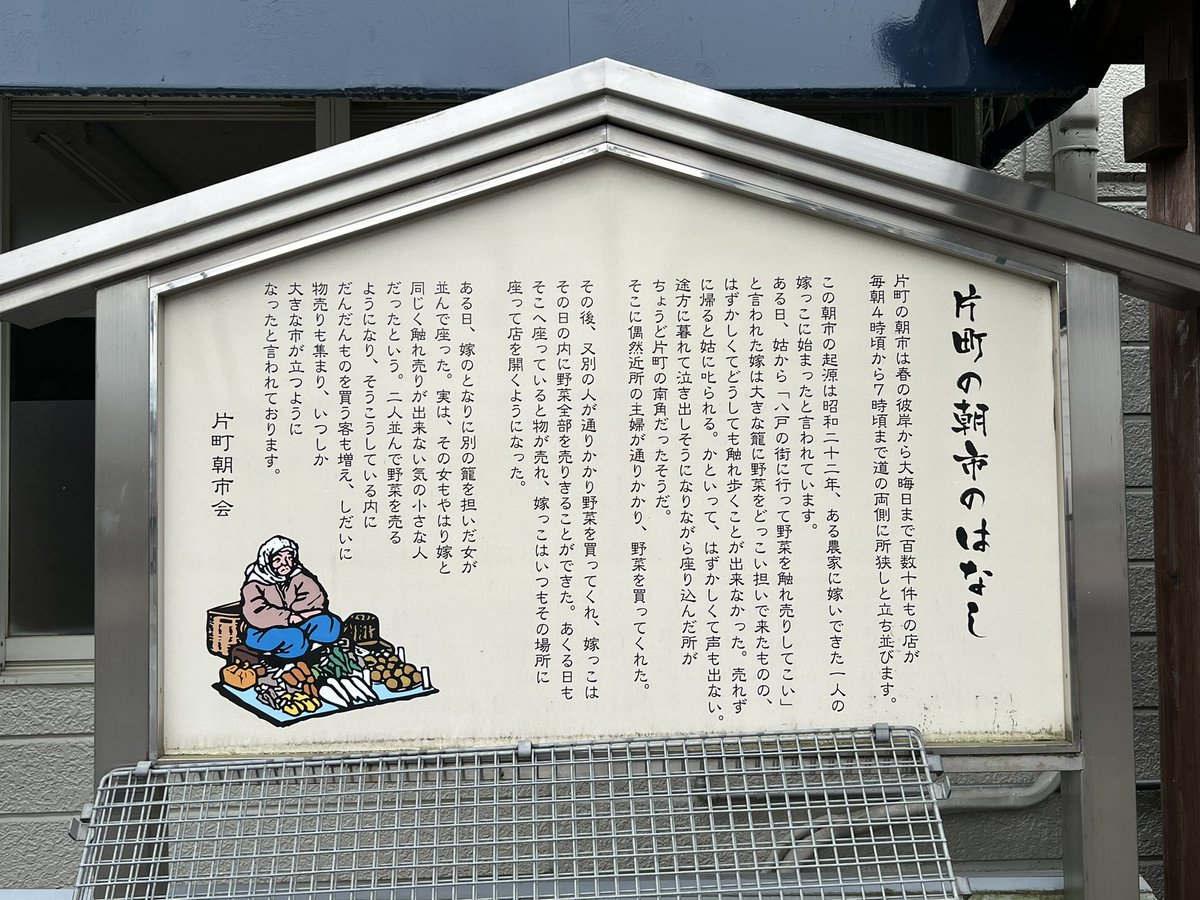 片町の朝市のはなし
片町の朝市は春の彼岸から大晦日まで百数十件もの店が
毎朝4時頃から7時頃まで道の両側に所狭しと立ち並びます。
この朝市の起源は昭和二十二年、ある農家に嫁いできた一人の
嫁っこに始まったと言われています。
ある日、姑から「八戸の街に行って野菜を触れ売りしてこい」
と言われた嫁は大きな籠に野菜をどっこい担いで来たものの、
はずかしくてどうしても触れ歩くことが出来なかった。売れず
に帰ると姑に叱られる。かといって、はずかしくて声も出ない。
途方に暮れて泣き出しそうになりながら座り込んだ所が
ちょうど片町の南角だったそうだ。
そこに偶然近所の主婦が通りかかり、野菜を買ってくれた。
その後、又別の人が通りかかり野菜を買ってくれ、嫁っこは
その日の内に野菜全部を売りきることができた。あくる日も
そこへ座っていると物が売れ、嫁っこはいつもその場所に
座って店を開くようになった。
ある日、嫁のとなりに別の籠を担いだ女が
並んで座った。実は、その女もやはり嫁と
同じく触れ売りが出来ない気の小さな人
だったという。二人並んで野菜を売る
ようになり、そうこうしている内に
だんだんものを買う客も増え、しだいに
物売りも集まり、いつしか
大きな市が立つように
なったと言われております。
片町朝市会